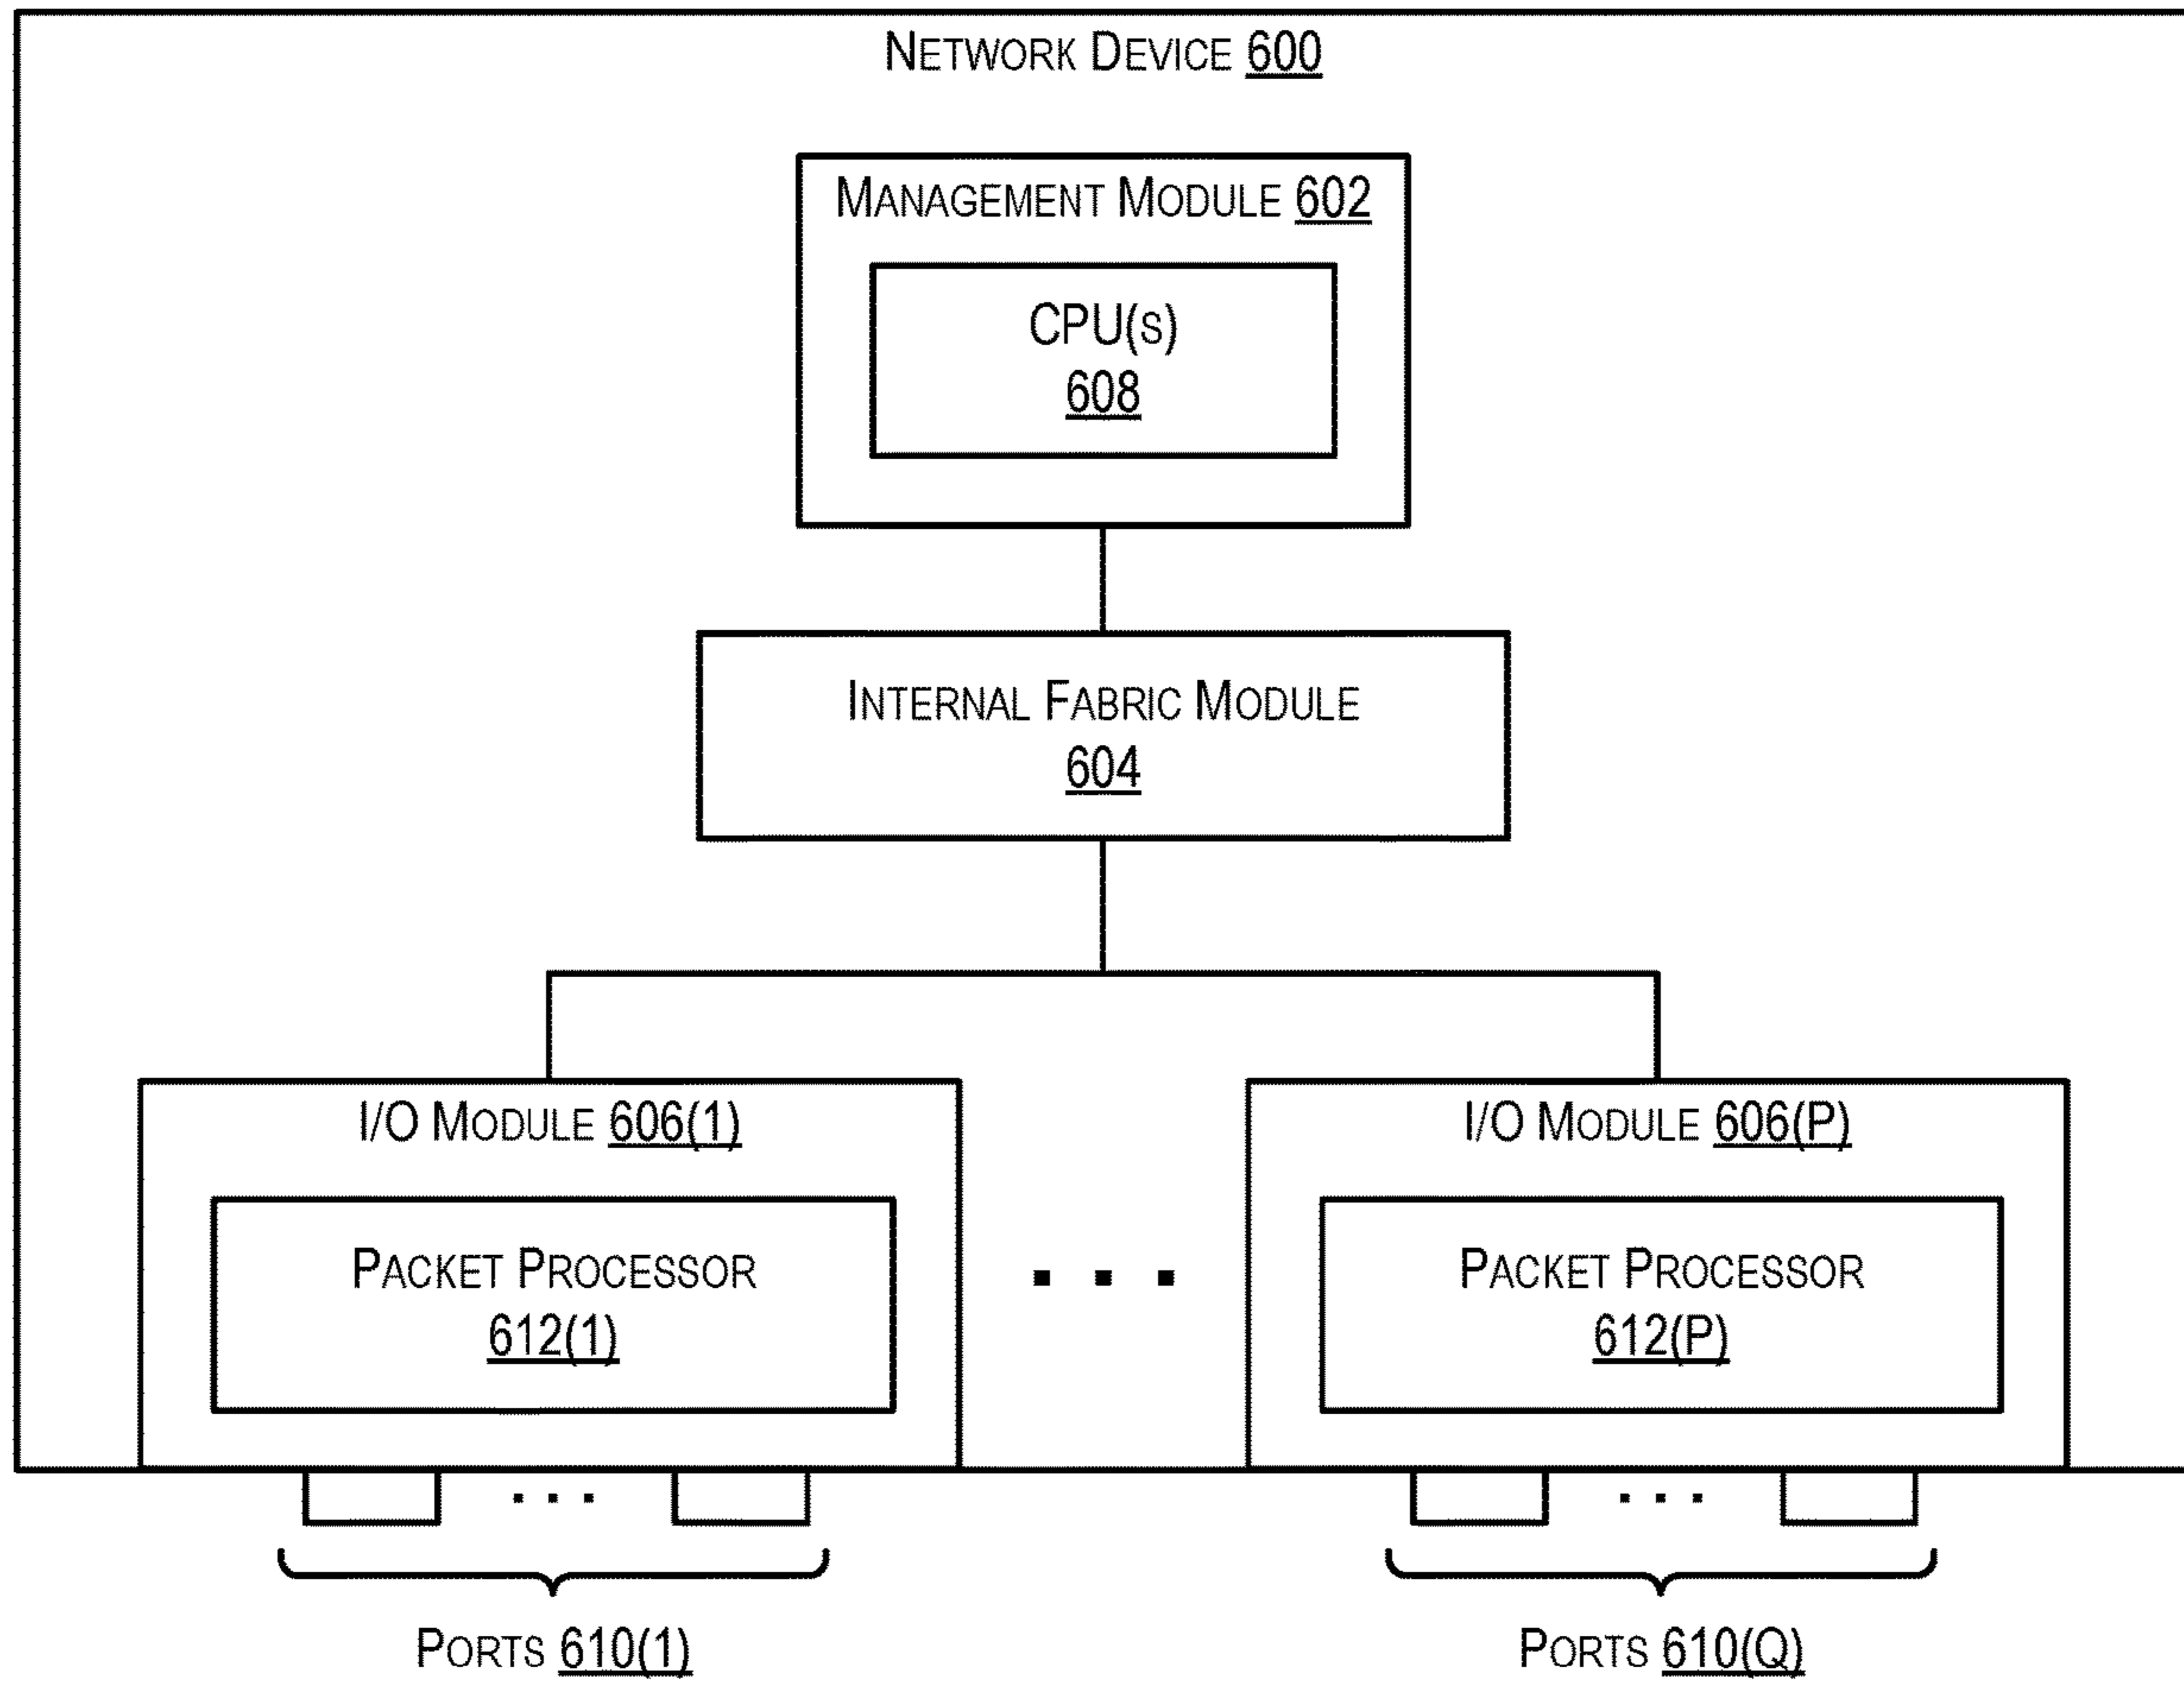 NETWORK DEVICE 600
MANAGEMENT MODULE 602
CPU(S)
608
INTERNAL FABRIC MODULE
604
I/O MODULE 606(1)
I/O MODULE 606(P)
PACKET PROCESSOR
612(1)
. . .
PACKET PROCESSOR
612(P)
. . .
. . .
PORTS 610(1)
PORTS 610(Q)